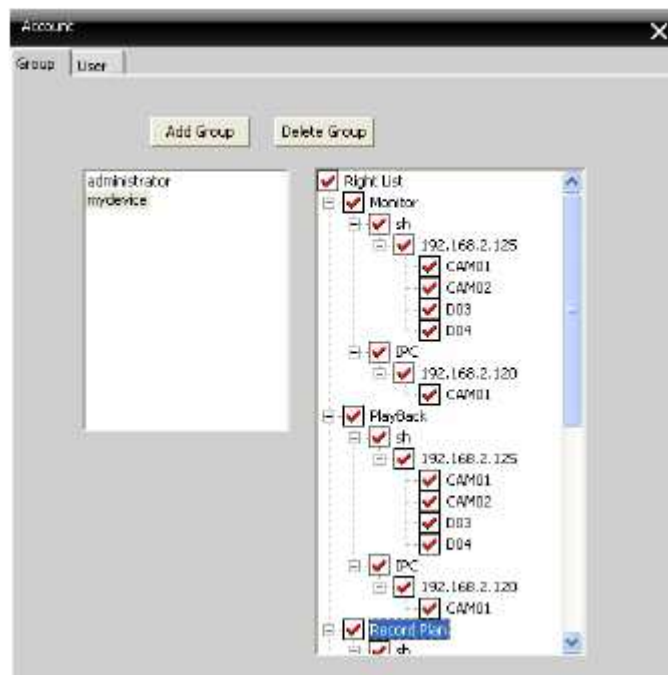 Account
Group User
Add Group Delete Group
administrator
mydevice
Right List
Monitor
sh
192.168.2.125
CAM01
CAM02
D03
D04
IPC
192.168.2.120
CAM01
PlayBack
sh
192.168.2.125
CAM01
CAM02
D03
D04
IPC
192.168.2.120
CAM01
Record Plan
sh